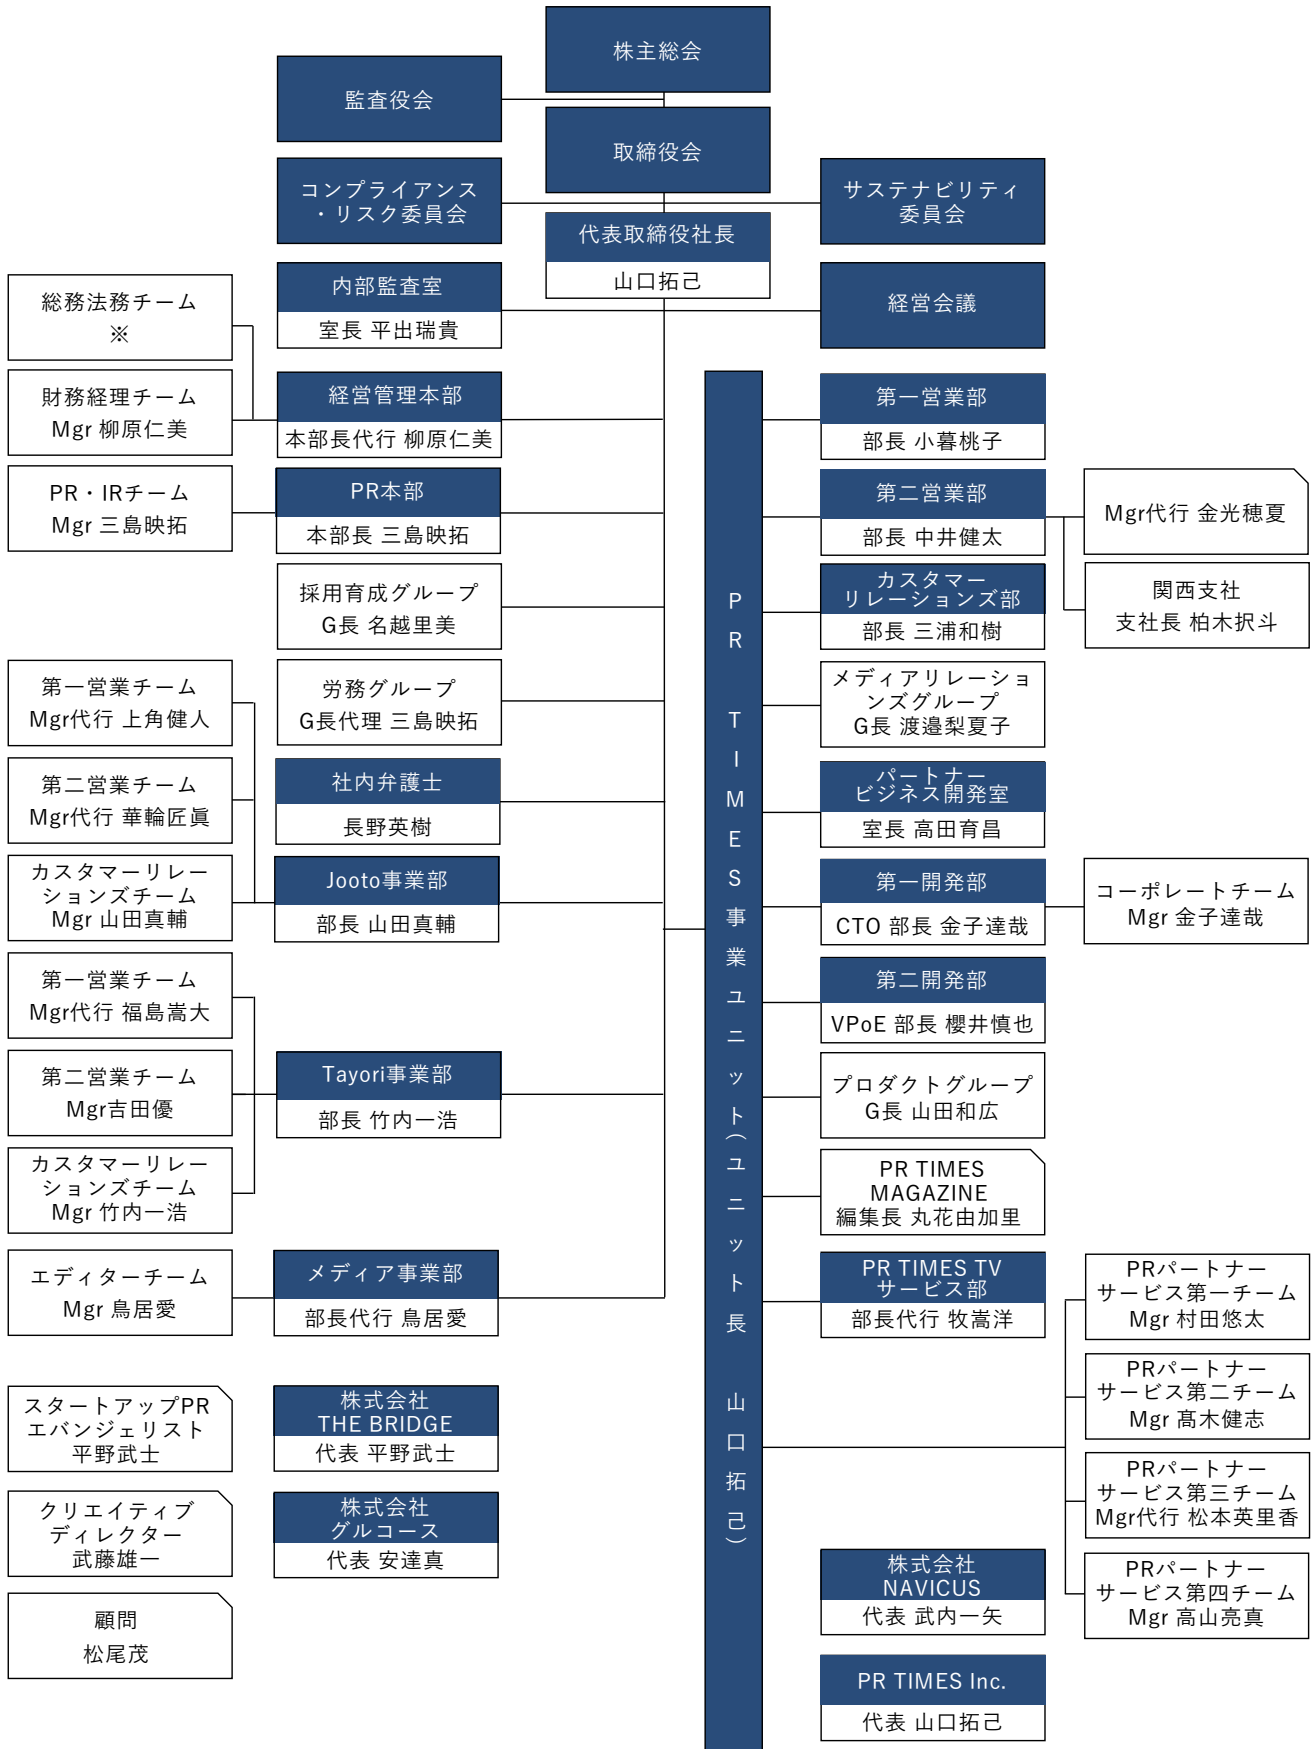 株主総会
監査役会
取締役会
コンプライアンス
・リスク委員会
サステナビリティ
委員会
代表取締役社長
山口拓己
内部監査室
室長 平出瑞貴
経営会議
総務法務チーム
※
財務経理チーム
Mgr 柳原仁美
経営管理本部
本部長代行 柳原仁美
PR・IRチーム
Mgr 三島映拓
PR本部
本部長 三島映拓
採用育成グループ
G長 名越里美
労務グループ
G長代理 三島映拓
第一営業チーム
Mgr代行 上角健人
第二営業チーム
Mgr代行 華輪匠眞
カスタマーリレー
ションズチーム
Mgr 山田真輔
社内弁護士
長野英樹
Jooto事業部
部長 山田真輔
第一営業チーム
Mgr代行 福島嵩大
第二営業チーム
Mgr吉田優
カスタマーリレー
ションズチーム
Mgr 竹内一浩
Tayori事業部
部長 竹内一浩
エディターチーム
Mgr 鳥居愛
メディア事業部
部長代行 鳥居愛
スタートアップPR
エバンジェリスト
平野武士
株式会社
THE BRIDGE
代表 平野武士
クリエイティブ
ディレクター
武藤雄一
株式会社
グルコース
代表 安達真
顧問
松尾茂
PR TIMES事業ユニット(ユニット長 山口拓己)
第一営業部
部長 小暮桃子
第二営業部
部長 中井健太
Mgr代行 金光穂夏
関西支社
支社長 柏木択斗
カスタマー
リレーションズ部
部長 三浦和樹
メディアリレーショ
ンズグループ
G長 渡邉梨夏子
パートナー
ビジネス開発室
室長 高田育昌
第一開発部
CTO 部長 金子達哉
コーポレートチーム
Mgr 金子達哉
第二開発部
VPoE 部長 櫻井慎也
プロダクトグループ
G長 山田和広
PR TIMES
MAGAZINE
編集長 丸花由加里
PR TIMES TV
サービス部
部長代行 牧嵩洋
PRパートナー
サービス第一チーム
Mgr 村田悠太
PRパートナー
サービス第二チーム
Mgr 髙木健志
PRパートナー
サービス第三チーム
Mgr代行 松本英里香
PRパートナー
サービス第四チーム
Mgr 高山亮真
株式会社
NAVICUS
代表 武内一矢
PR TIMES Inc.
代表 山口拓己